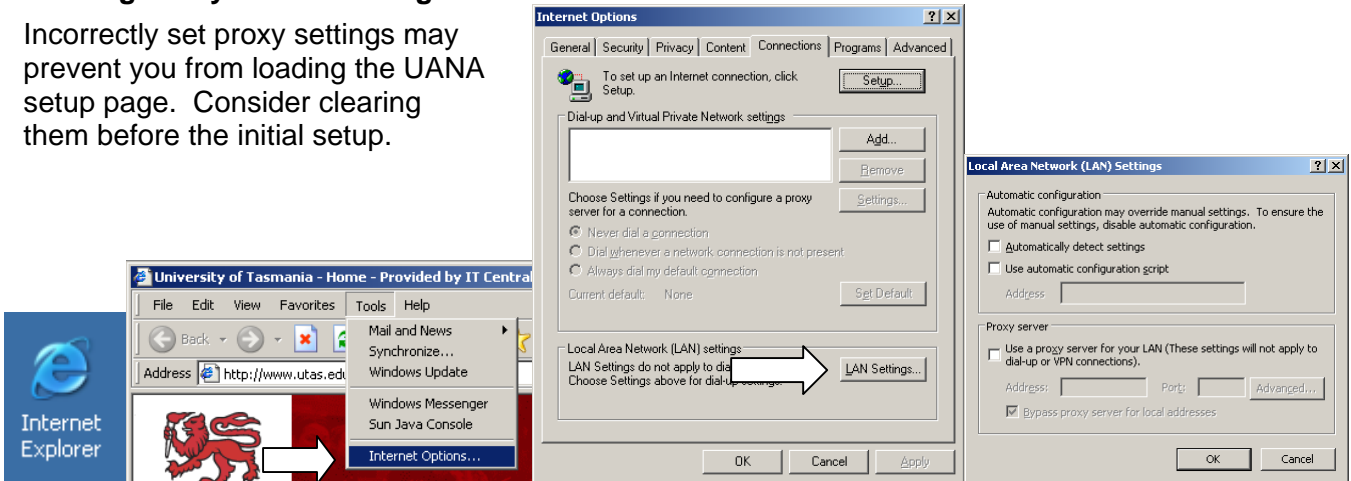 Incorrectly set proxy settings may
prevent you from loading the UANA
setup page.  Consider clearing
them before the initial setup.
Internet
Explorer
University of Tasmania - Home - Provided by IT Central
File Edit View Favorites Tools Help
Back
Address http://www.utas.edu
Mail and News
Synchronize...
Windows Update
Windows Messenger
Sun Java Console
Internet Options...
Internet Options
General Security Privacy Content Connections Programs Advanced
To set up an Internet connection, click
Setup.
Setup...
Dial-up and Virtual Private Network settings
Add...
Remove
Choose Settings if you need to configure a proxy
server for a connection.
Settings...
Never dial a connection
Dial whenever a network connection is not present
Always dial my default connection
Current default: None
Set Default
Local Area Network (LAN) settings
LAN Settings do not apply to
Choose Settings above for dial-up settings.
LAN Settings...
OK Cancel Apply
Local Area Network (LAN) Settings
Automatic configuration
Automatic configuration may override manual settings.  To ensure the
use of manual settings, disable automatic configuration.
Automatically detect settings
Use automatic configuration script
Address
Proxy server
Use a proxy server for your LAN (These settings will not apply to
dial-up or VPN connections).
Address: Port: Advanced...
Bypass proxy server for local addresses
OK Cancel